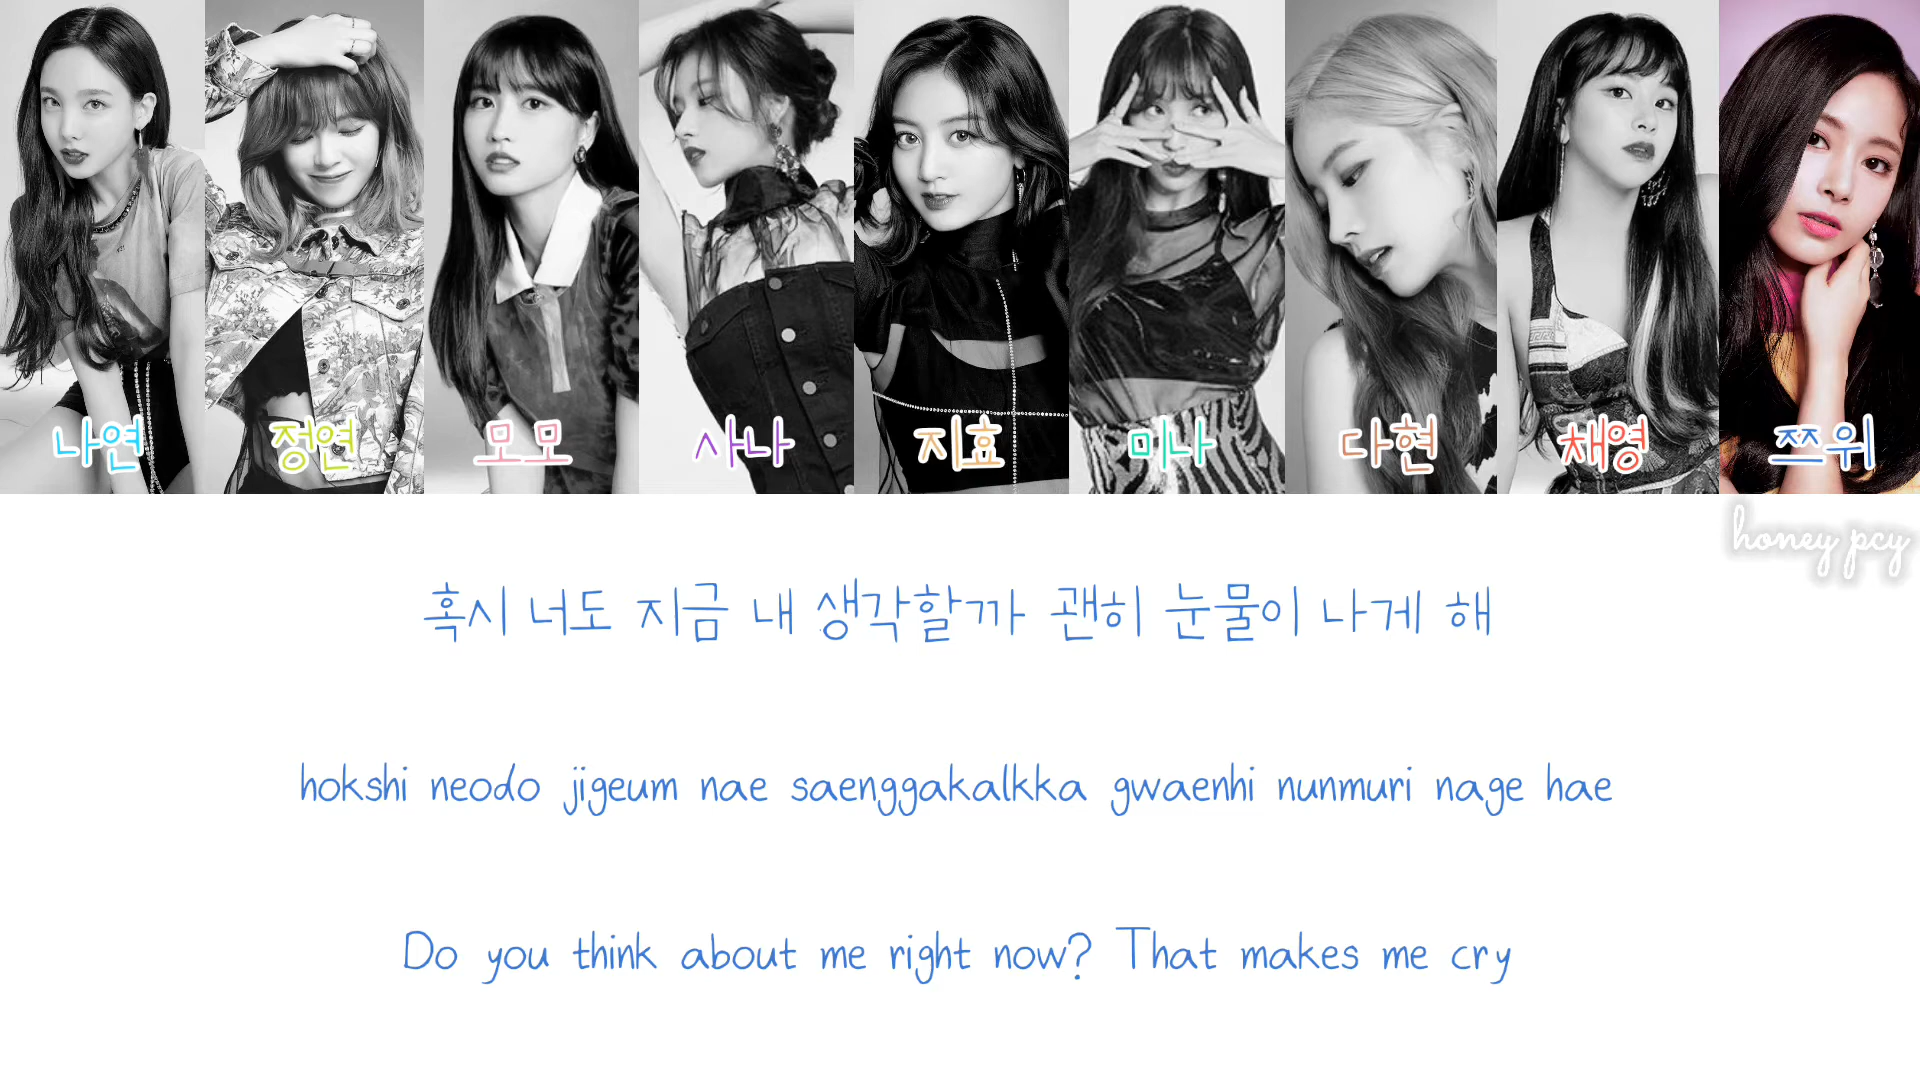 나연 정연 모모 사나 지효 미나 다현 채영 쯔위
honey pcy
혹시 너도 지금 내 생각할까 괜히 눈물이 나게 해
hokshi neodo jigeum nae saenggakalkka gwaenhi nunmuri nage hae
Do you think about me right now? That makes me cry